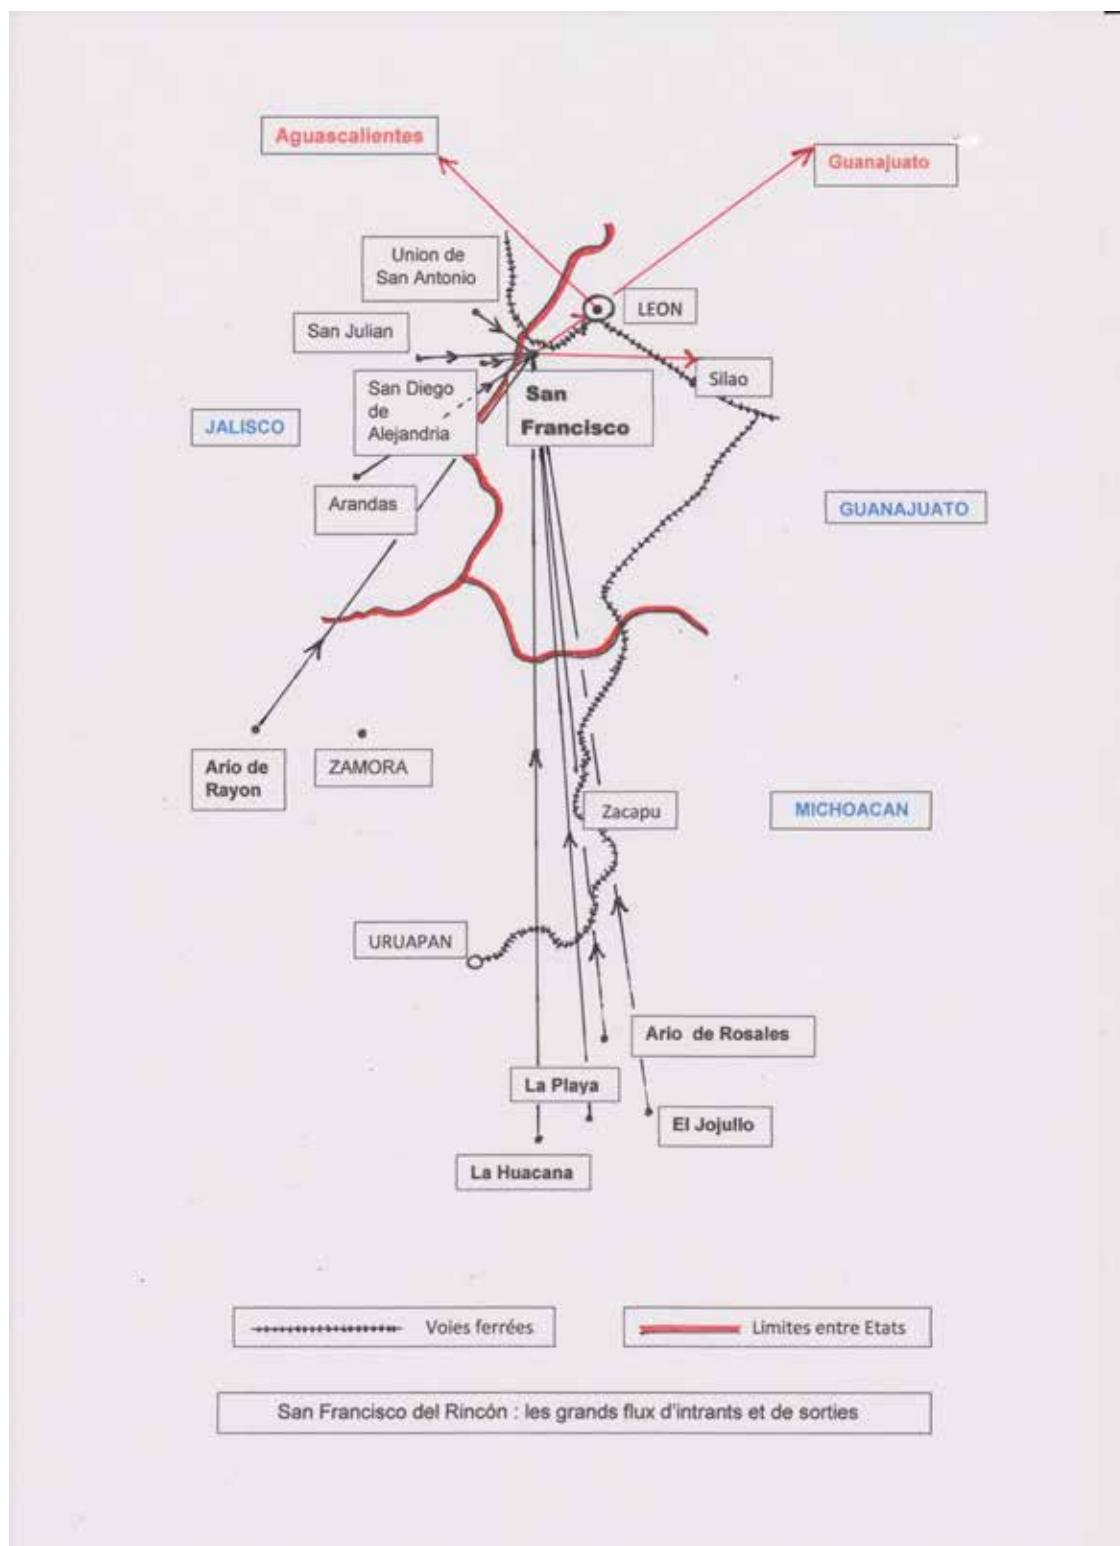 Aguascalientes
Guanajuato
Union de
San Antonio
LEON
San Julian
Silao
San Diego
de
Alejandria
San
Francisco
JALISCO
Arandas
GUANAJUATO
Ario de
Rayon
ZAMORA
Zacapu
MICHOACAN
URUAPAN
Ario de Rosales
La Playa
El Jojullo
La Huacana
Voies ferrées
Limites entre Etats
San Francisco del Rincón : les grands flux d'intrants et de sorties